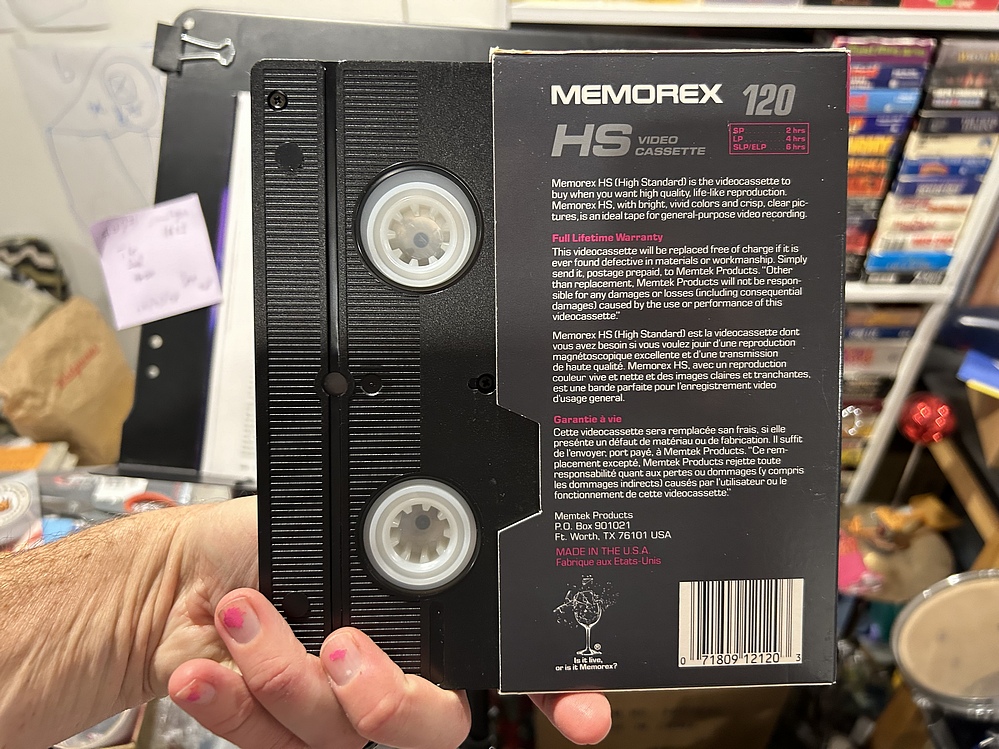 MEMOREX 120
HS VIDEO
CASSETTE
SP 2 hrs
LP 4 hrs
SLP/ELP 6 hrs
Memorex HS (High Standard) is the videocassette to
buy when you want high quality, life-like reproduction.
Memorex HS, with bright, vivid colors and crisp, clear pic-
tures, is an ideal tape for general-purpose video recording.
Full Lifetime Warranty
This videocassette will be replaced free of charge if it is
ever found defective in materials or workmanship. Simply
send it, postage prepaid, to Memtek Products. "Other
than replacement, Memtek Products will not be respon-
sible for any damages or losses (including consequential
damages) caused by the use or performance of this
videocassette."
Memorex HS (High Standard) est la videocassette dont
vous avez besoin si vous voulez jouir d'une reproduction
magnétoscopique excellente et d'une transmission
de haute qualité. Memorex HS, avec un reproduction
couleur vive et nette et des images claires et tranchantes,
est une bande parfaite pour l'enregistrement video
d'usage general.
Garantie à vie
Cette videocassette sera remplacée san frais, si elle
presénte un défaut de matériau ou de fabrication. Il suffit
de l'envoyer, port payé, à Memtek Products. "Ce rem-
placement excepté, Memtek Products rejette toute
responsabilité quant aux pertes ou dommages (y compris
les dommages indirects) causés par l'utilisateur ou le
fonctionnement de cette videocassette."
Memtek Products
P.O. Box 901021
Ft. Worth, TX 76101 USA
MADE IN THE U.S.A.
Fabrique aux Etats-Unis
Is it live,
or is it Memorex?
®
0 71809 12120 3